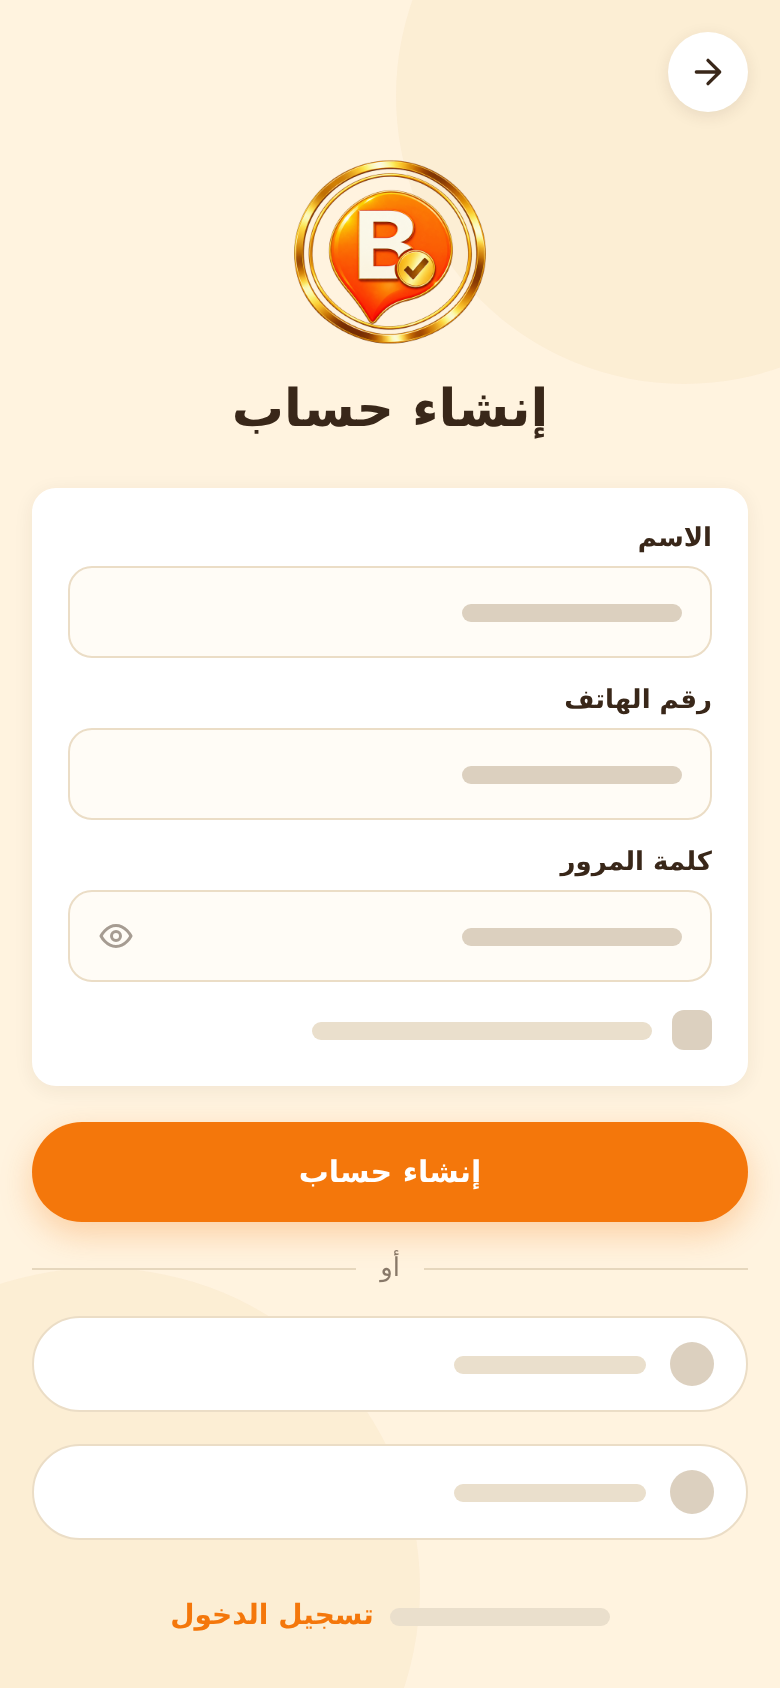 B
إنشاء حساب
الاسم
رقم الهاتف
كلمة المرور
إنشاء حساب
أو
تسجيل الدخول